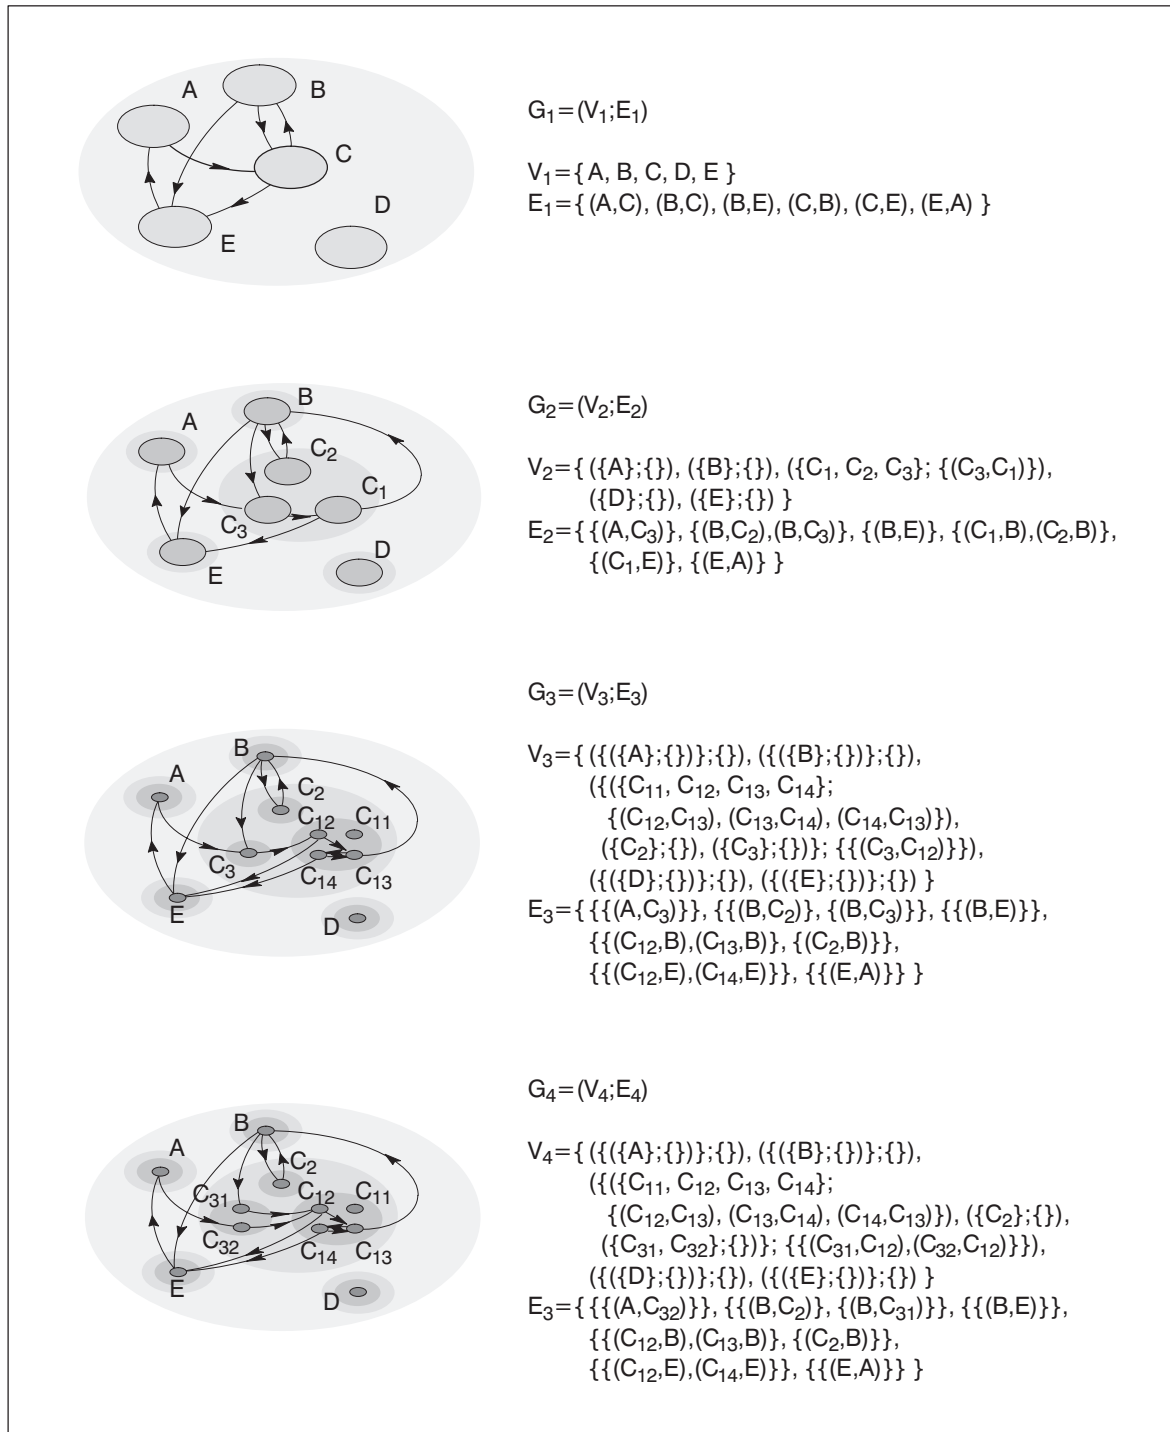 A
B
C
D
E
G1=(V1;E1)
V1={ A, B, C, D, E }
E1={ (A,C), (B,C), (B,E), (C,B), (C,E), (E,A) }
B
A
C2
C1
C3
D
E
G2=(V2;E2)
V2={ ({A};{}), ({B};{}), ({C1, C2, C3}; {(C3,C1)}),
({D};{}), ({E};{}) }
E2={ {(A,C3)}, {(B,C2),(B,C3)}, {(B,E)}, {(C1,B),(C2,B)},
{(C1,E)}, {(E,A)} }
B
A
C2
C12
C11
C3
C14
C13
E
D
G3=(V3;E3)
V3={ ({({A};{})};{}), ({({B};{})};{}),
({({C11, C12, C13, C14};
{(C12,C13), (C13,C14), (C14,C13)}),
({C2};{}), ({C3};{})}; {{(C3,C12)}}),
({({D};{})};{}), ({({E};{})};{}) }
E3={ {{(A,C3)}}, {{(B,C2)}, {(B,C3)}}, {{(B,E)}},
{{(C12,B),(C13,B)}, {(C2,B)}},
{{(C12,E),(C14,E)}}, {{(E,A)}} }
B
A
C2
C31
C12
C11
C32
C14
C13
E
D
G4=(V4;E4)
V4={ ({({A};{})};{}), ({({B};{})};{}),
({({C11, C12, C13, C14};
{(C12,C13), (C13,C14), (C14,C13)}), ({C2};{}),
({C31, C32};{})}; {{(C31,C12),(C32,C12)}}),
({({D};{})};{}), ({({E};{})};{}) }
E3={ {{(A,C32)}}, {{(B,C2)}, {(B,C31)}}, {{(B,E)}},
{{(C12,B),(C13,B)}, {(C2,B)}},
{{(C12,E),(C14,E)}}, {{(E,A)}} }